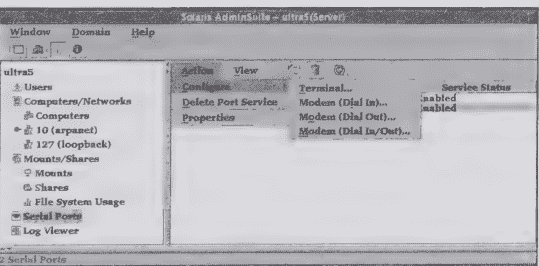 Solaris AdminSuite – ultra5(Server)
Window Domain Help
ultra5
Users
Computers/Networks
Computers
10 (arpanet)
127 (loopback)
Mounts/Shares
Mounts
Shares
File System Usage
Serial Ports
Log Viewer
Action View
Configure
Delete Port Service
Properties
Terminal...
Modem (Dial In)...
Modem (Dial Out)...
Modem (Dial In/Out)...
Service Status
nabled
nabled
2 Serial Ports